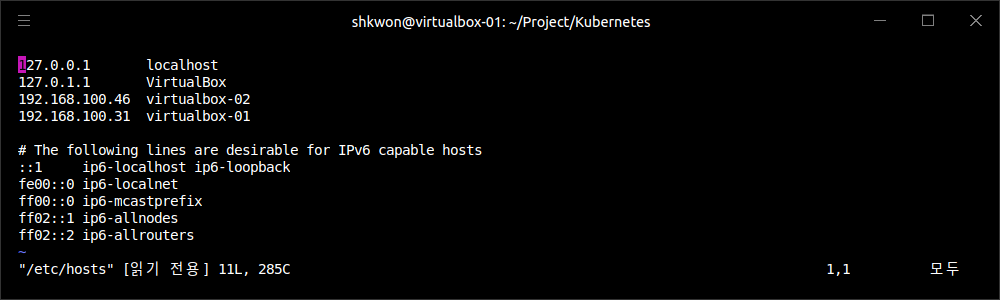 shkwon@virtualbox-01: ~/Project/Kubernetes
127.0.0.1       localhost
127.0.1.1       VirtualBox
192.168.100.46  virtualbox-02
192.168.100.31  virtualbox-01

# The following lines are desirable for IPv6 capable hosts
::1     ip6-localhost ip6-loopback
fe00::0 ip6-localnet
ff00::0 ip6-mcastprefix
ff02::1 ip6-allnodes
ff02::2 ip6-allrouters
~
"/etc/hosts" [읽기 전용] 11L, 285C 1,1 모두